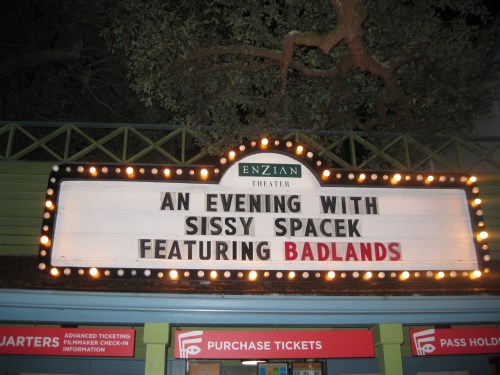 ENZIAN
THEATER
AN EVENING WITH
SISSY SPACEK
FEATURING BADLANDS
UARTERS
ADVANCED TICKETING
FILMMAKER CHECK-IN
INFORMATION
PURCHASE TICKETS
PASS HOLD